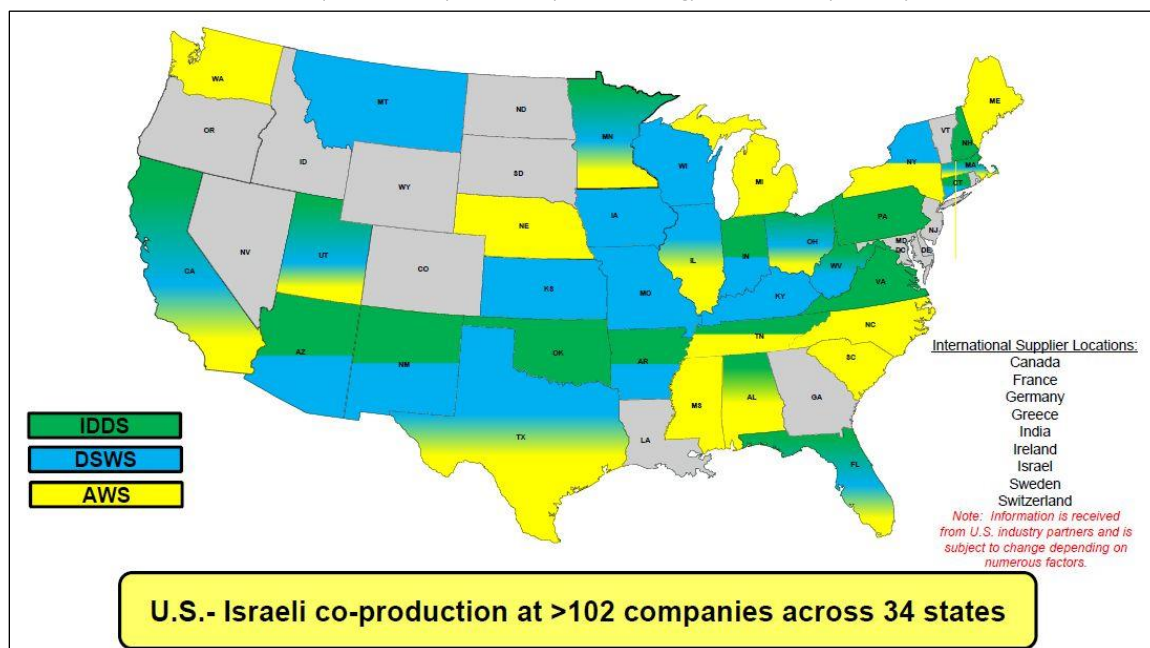 WA
MT
ND
MN
ME
OR
ID
SD
WI
VT
NH
NY
MA
CT
WY
MI
NE
IA
PA
NJ
NV
UT
CO
IL
IN
OH
MD
DC
DE
CA
KS
MO
WV
VA
KY
AZ
NM
OK
AR
TN
NC
SC
MS
AL
GA
TX
LA
FL
IDDS
DSWS
AWS
International Supplier Locations:
Canada
France
Germany
Greece
India
Ireland
Israel
Sweden
Switzerland
Note: Information is received
from U.S. industry partners and is
subject to change depending on
numerous factors.
U.S.- Israeli co-production at >102 companies across 34 states